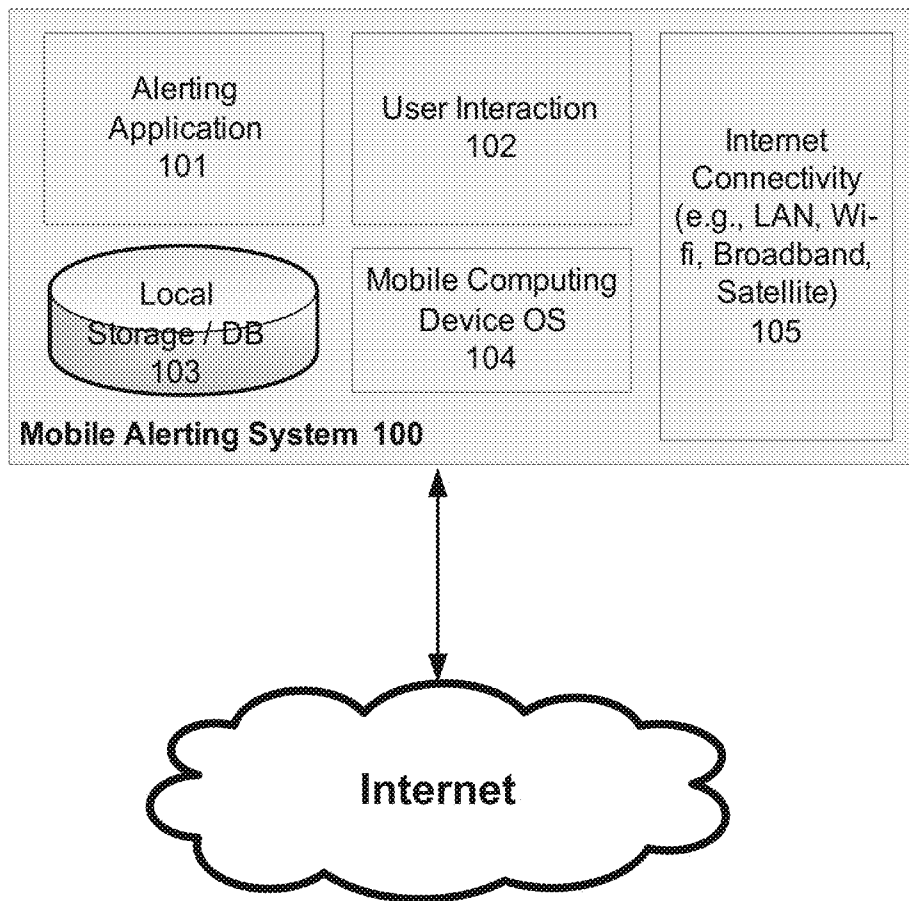 Alerting
Application
101
User Interaction
102
Internet
Connectivity
(e.g., LAN, Wi-
fi, Broadband,
Satellite)
105
Local
Storage / DB
103
Mobile Computing
Device OS
104
Mobile Alerting System 100
Internet